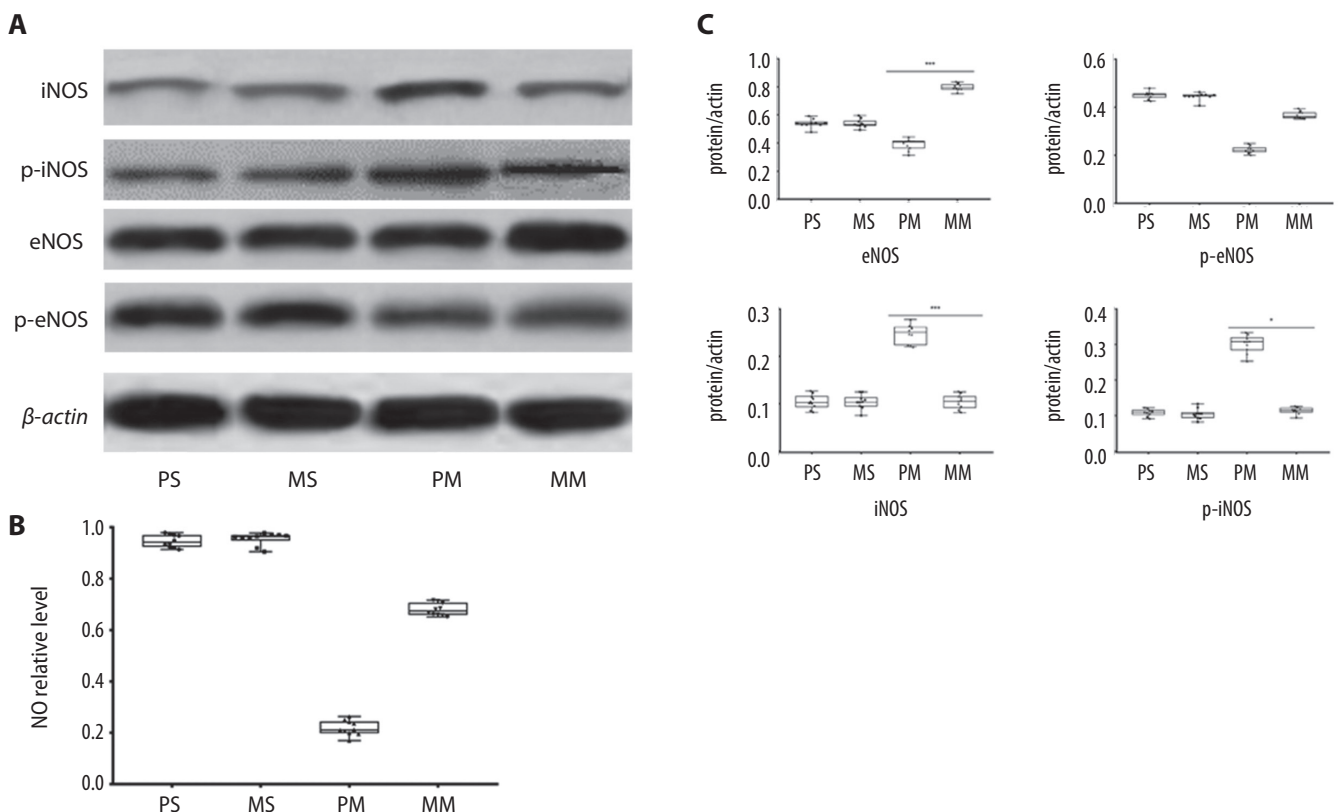 A
iNOS
p-iNOS
eNOS
p-eNOS
β-actin
PS MS PM MM
B
NO relative level
1.0
0.8
0.6
0.4
0.2
0.0
PS MS PM MM
C
protein/actin
1.0
0.8
0.6
0.4
0.2
0.0
***
PS MS PM MM
eNOS
protein/actin
0.6
0.4
0.2
0.0
PS MS PM MM
p-eNOS
protein/actin
0.3
0.2
0.1
0.0
***
PS MS PM MM
iNOS
protein/actin
0.4
0.3
0.2
0.1
0.0
*
PS MS PM MM
p-iNOS